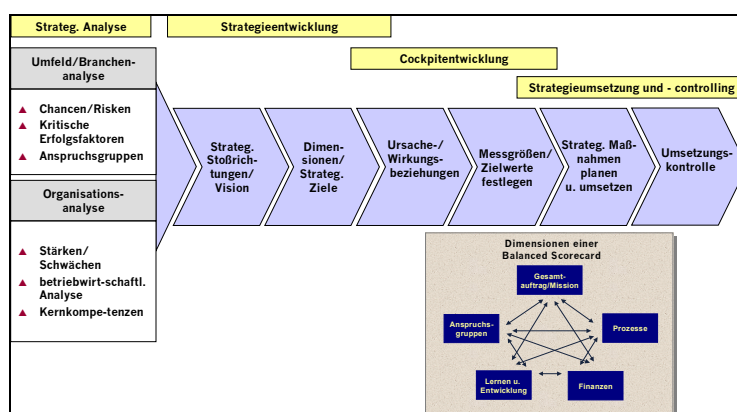 Strateg. Analyse
Strategieentwicklung
Cockpitentwicklung
Strategieumsetzung und - controlling
Umfeld/Branchen-
analyse
Chancen/Risken
Kritische
Erfolgsfaktoren
Anspruchsgruppen
Organisations-
analyse
Stärken/
Schwächen
betriebwirt-schaftl.
Analyse
Kernkompe-tenzen
Strateg.
Stoßrich-
tungen/
Vision
Dimen-
sionen/
Strateg.
Ziele
Ursache-/
Wirkungs-
beziehungen
Messgrößen/
Zielwerte
festlegen
Strateg. Maß-
nahmen
planen
u. umsetzen
Umsetzungs-
kontrolle
Dimensionen einer
Balanced Scorecard
Gesamt-
auftrag/Mission
Anspruchs-
gruppen
Prozesse
Lernen u.
Entwicklung
Finanzen